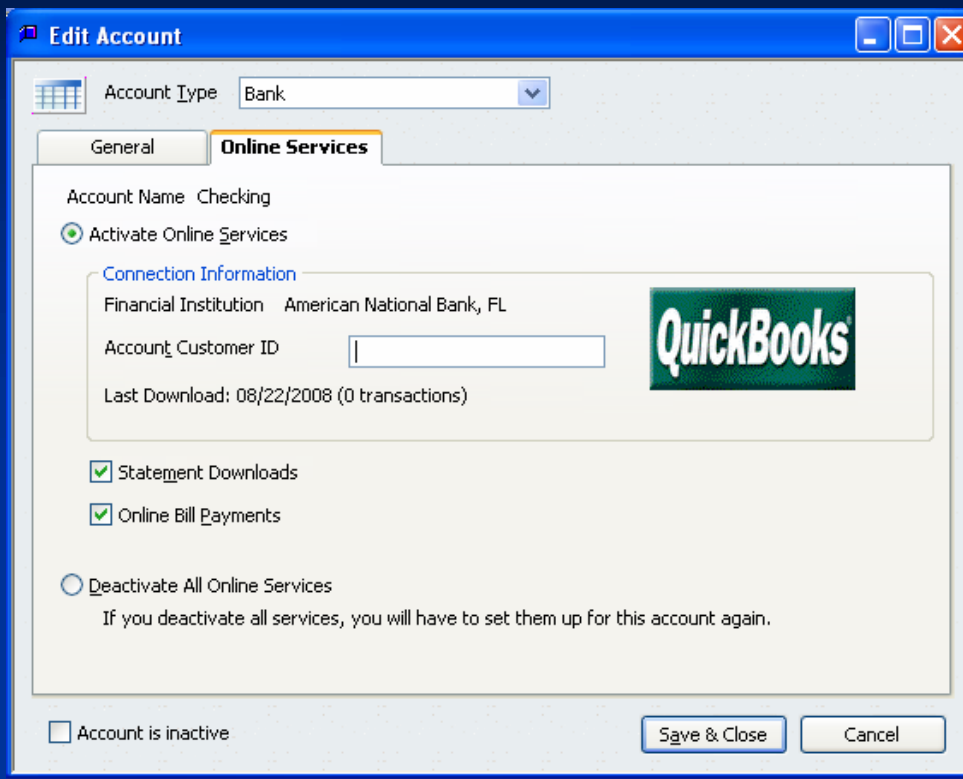 Edit Account
Account Type Bank
General Online Services
Account Name Checking
Activate Online Services
Connection Information
Financial Institution American National Bank, FL
Account Customer ID
QuickBooks
Last Download: 08/22/2008 (0 transactions)
Statement Downloads
Online Bill Payments
Deactivate All Online Services
If you deactivate all services, you will have to set them up for this account again.
Account is inactive Save & Close Cancel